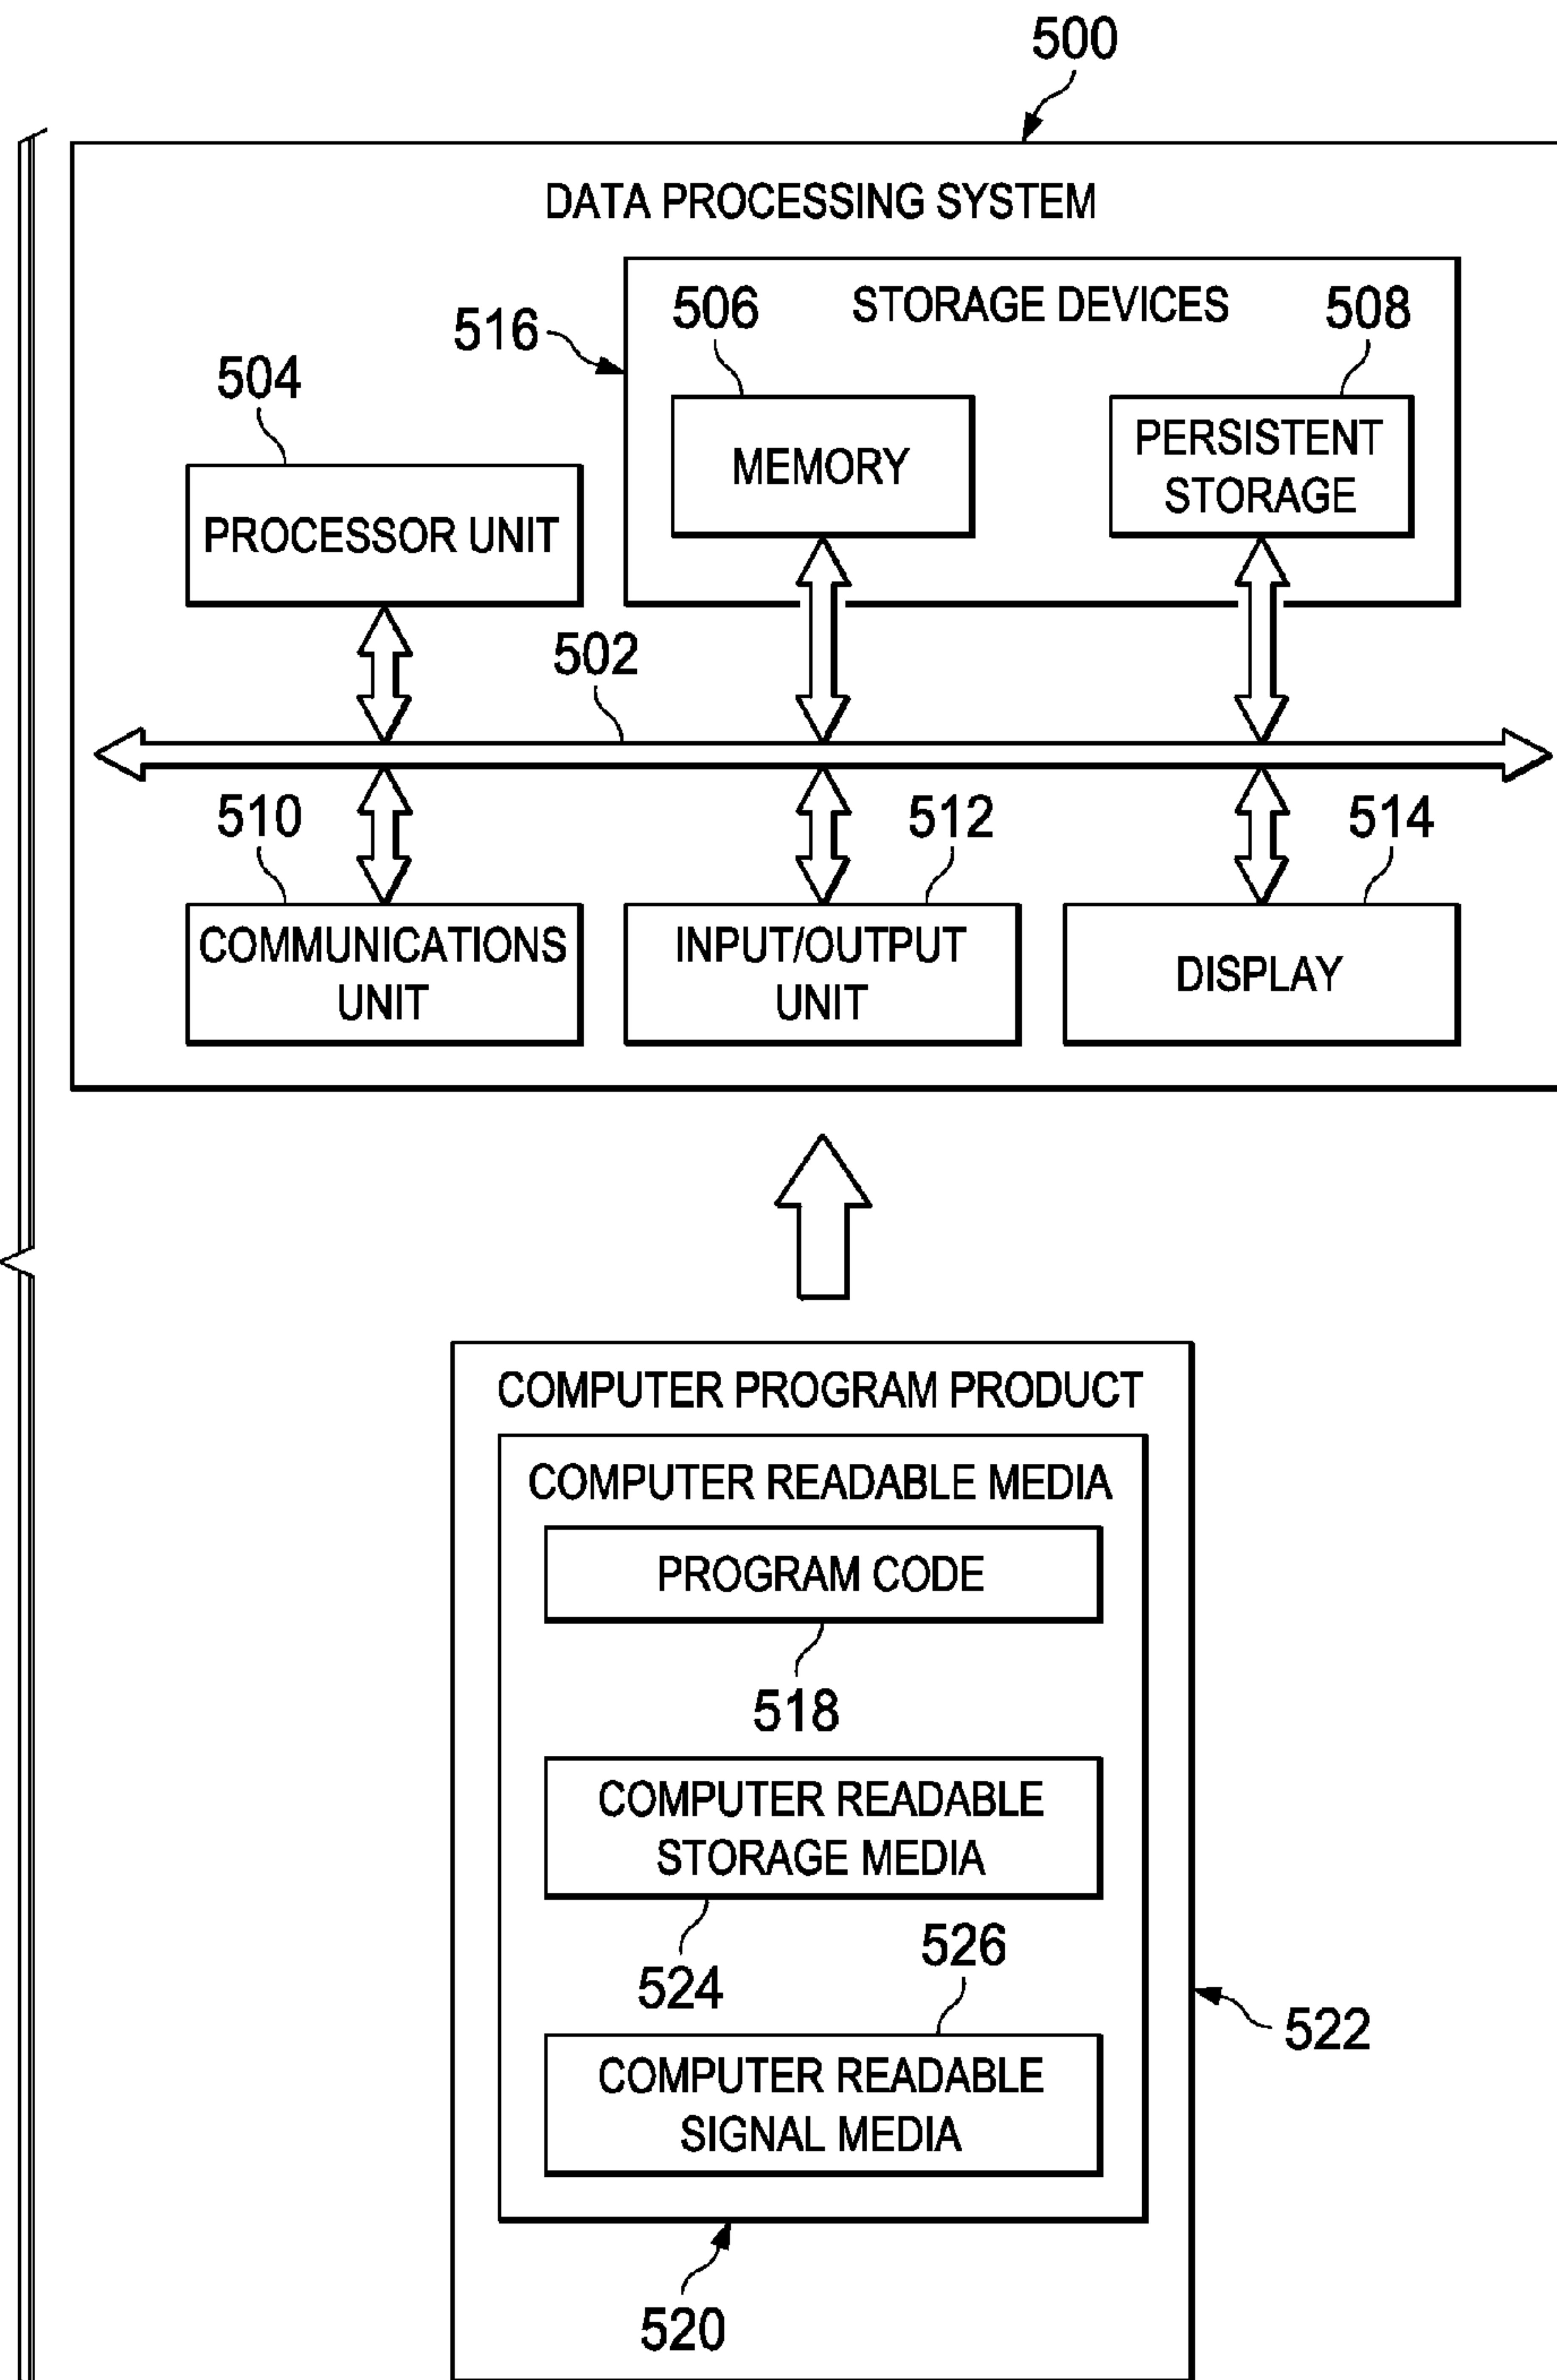 500
DATA PROCESSING SYSTEM
STORAGE DEVICES
516
506
508
504
MEMORY
PERSISTENT
STORAGE
PROCESSOR UNIT
502
510
512
514
COMMUNICATIONS
UNIT
INPUT/OUTPUT
UNIT
DISPLAY
COMPUTER PROGRAM PRODUCT
COMPUTER READABLE MEDIA
PROGRAM CODE
518
COMPUTER READABLE
STORAGE MEDIA
524
526
522
COMPUTER READABLE
SIGNAL MEDIA
520